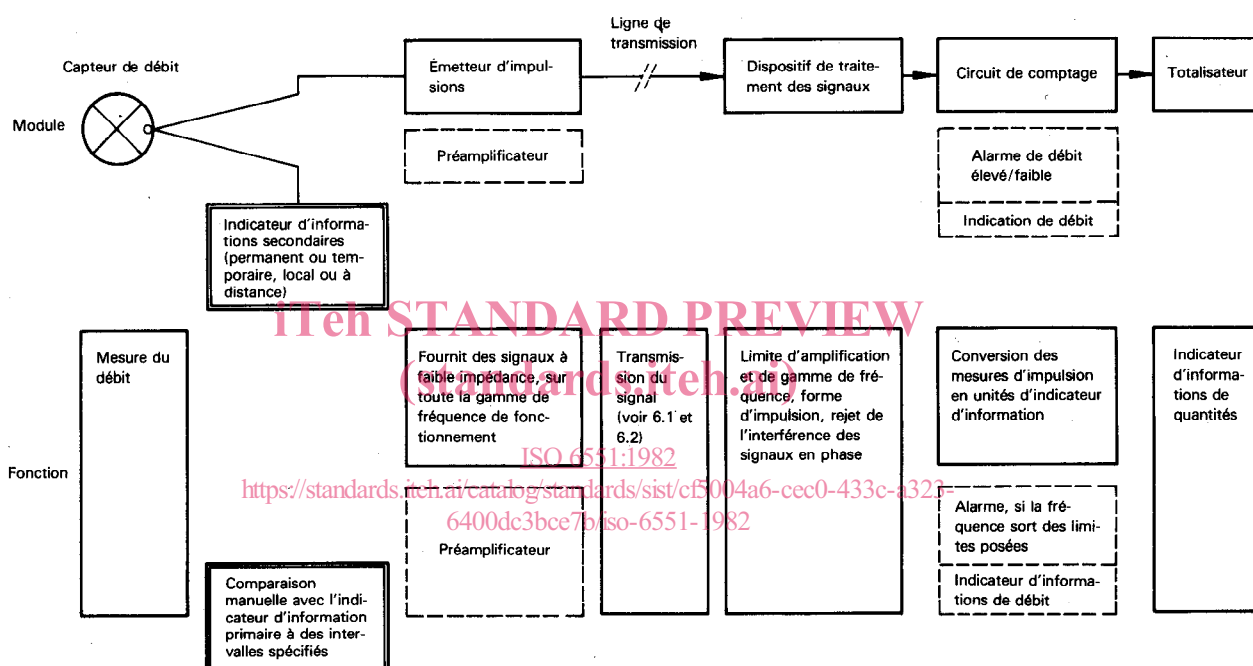 Ligne de
transmission
Capteur de débit
Émetteur d'impul-
sions
Dispositif de traite-
ment des signaux
Circuit de comptage
Totalisateur
Module
Préamplificateur
Alarme de débit
élevé/faible
Indication de débit
Indicateur d'informa-
tions secondaires
(permanent ou tem-
poraire, local ou à
distance)
iTeh STANDARD PREVIEW
(standards.iteh.ai)
Mesure du
débit
Fournit des signaux à
faible impédance, sur
toute la gamme de
fréquence de fonc-
tionnement
Transmis-
sion du
signal
(voir 6.1 et
6.2)
Limite d'amplification
et de gamme de fré-
quence, forme
d'impulsion, rejet de
l'interférence des
signaux en phase
Conversion des
mesures d'impulsion
en unités d'indicateur
d'information
Indicateur
d'informa-
tions de
quantités
Fonction
ISO 6551:1982
https://standards.iteh.ai/catalog/standards/sist/cf5004a6-cec0-433c-a323-
6400dc3bce7b/iso-6551-1982
Préamplificateur
Alarme, si la fré-
quence sort des limi-
tes posées
Indicateur d'informa-
tions de débit
Comparaison
manuelle avec l'indi-
cateur d'information
primaire à des inter-
valles spécifiés